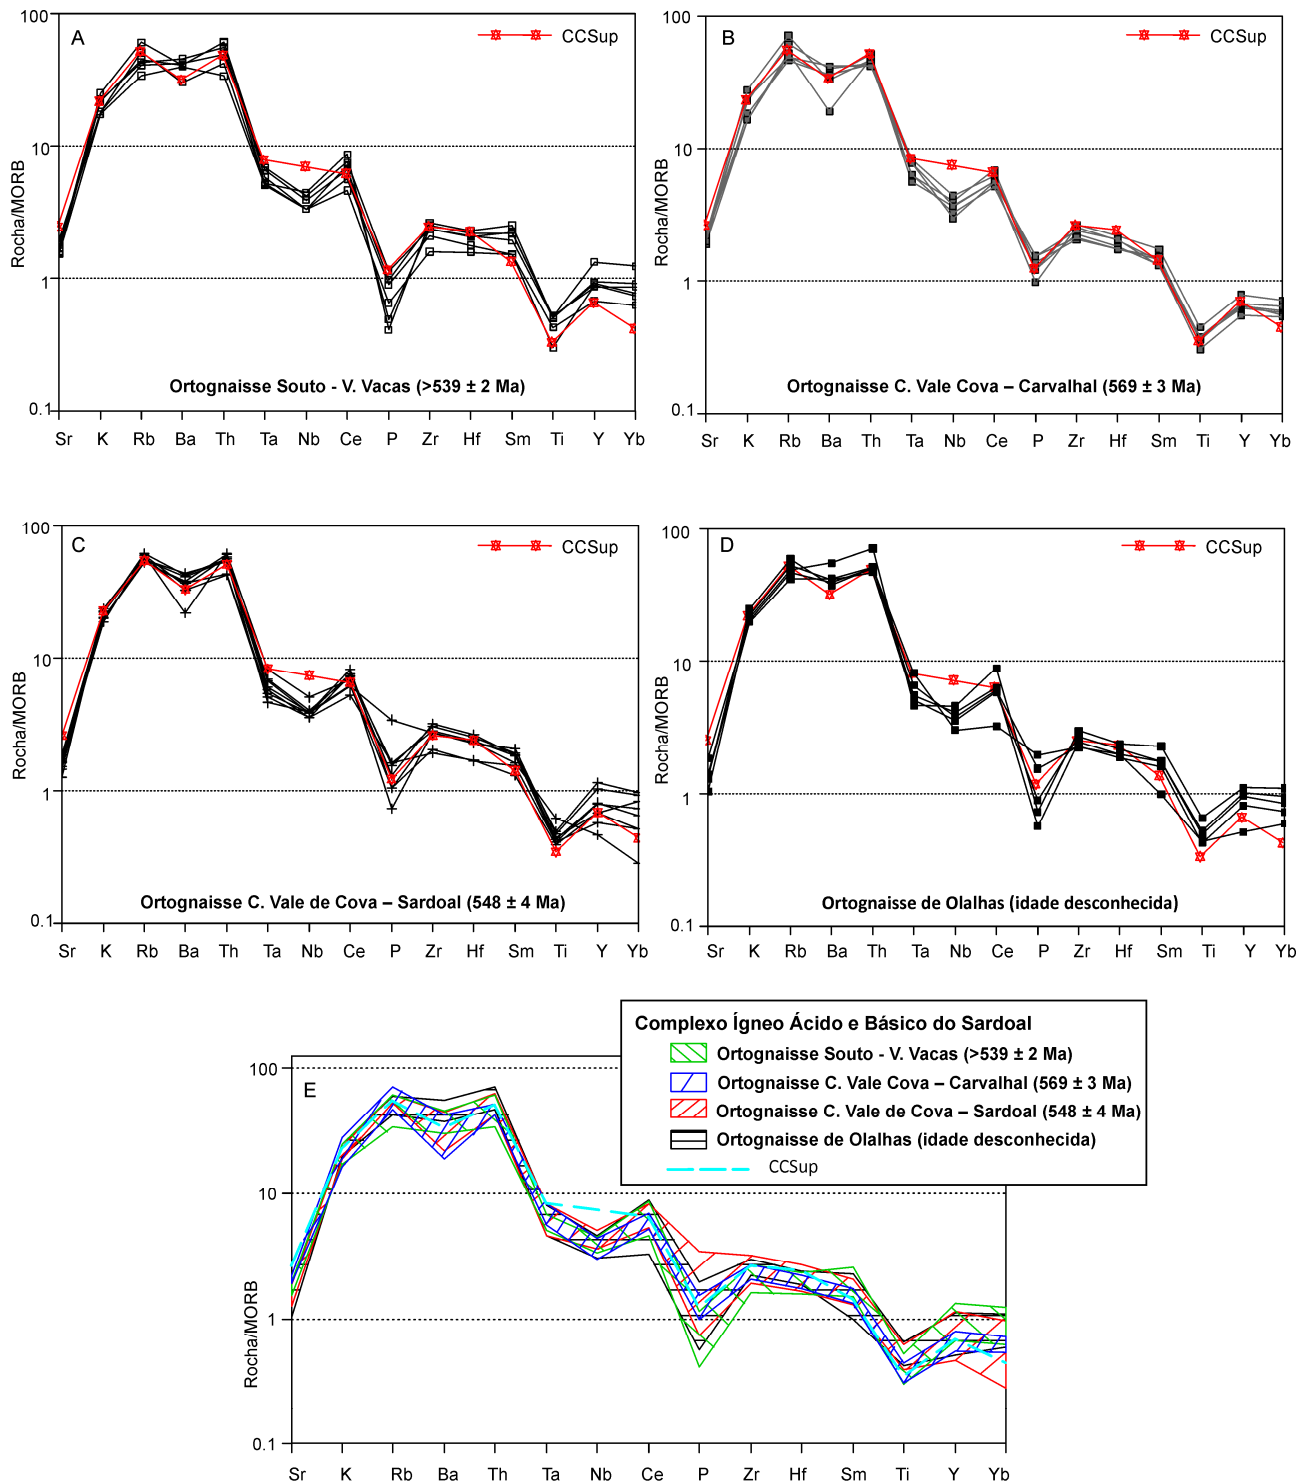 A
CCSup
100
10
1
0.1
Rocha/MORB
Ortognaisse Souto - V. Vacas (>539 ± 2 Ma)
Sr K Rb Ba Th Ta Nb Ce P Zr Hf Sm Ti Y Yb
B
CCSup
100
10
1
0.1
Rocha/MORB
Ortognaisse C. Vale Cova – Carvalhal (569 ± 3 Ma)
Sr K Rb Ba Th Ta Nb Ce P Zr Hf Sm Ti Y Yb
C
CCSup
100
10
1
0.1
Rocha/MORB
Ortognaisse C. Vale de Cova – Sardoal (548 ± 4 Ma)
Sr K Rb Ba Th Ta Nb Ce P Zr Hf Sm Ti Y Yb
D
CCSup
100
10
1
0.1
Rocha/MORB
Ortognaisse de Olalhas (idade desconhecida)
Sr K Rb Ba Th Ta Nb Ce P Zr Hf Sm Ti Y Yb
Complexo Ígneo Ácido e Básico do Sardoal
Ortognaisse Souto - V. Vacas (>539 ± 2 Ma)
Ortognaisse C. Vale Cova – Carvalhal (569 ± 3 Ma)
Ortognaisse C. Vale de Cova – Sardoal (548 ± 4 Ma)
Ortognaisse de Olalhas (idade desconhecida)
CCSup
E
100
10
1
0.1
Rocha/MORB
Sr K Rb Ba Th Ta Nb Ce P Zr Hf Sm Ti Y Yb